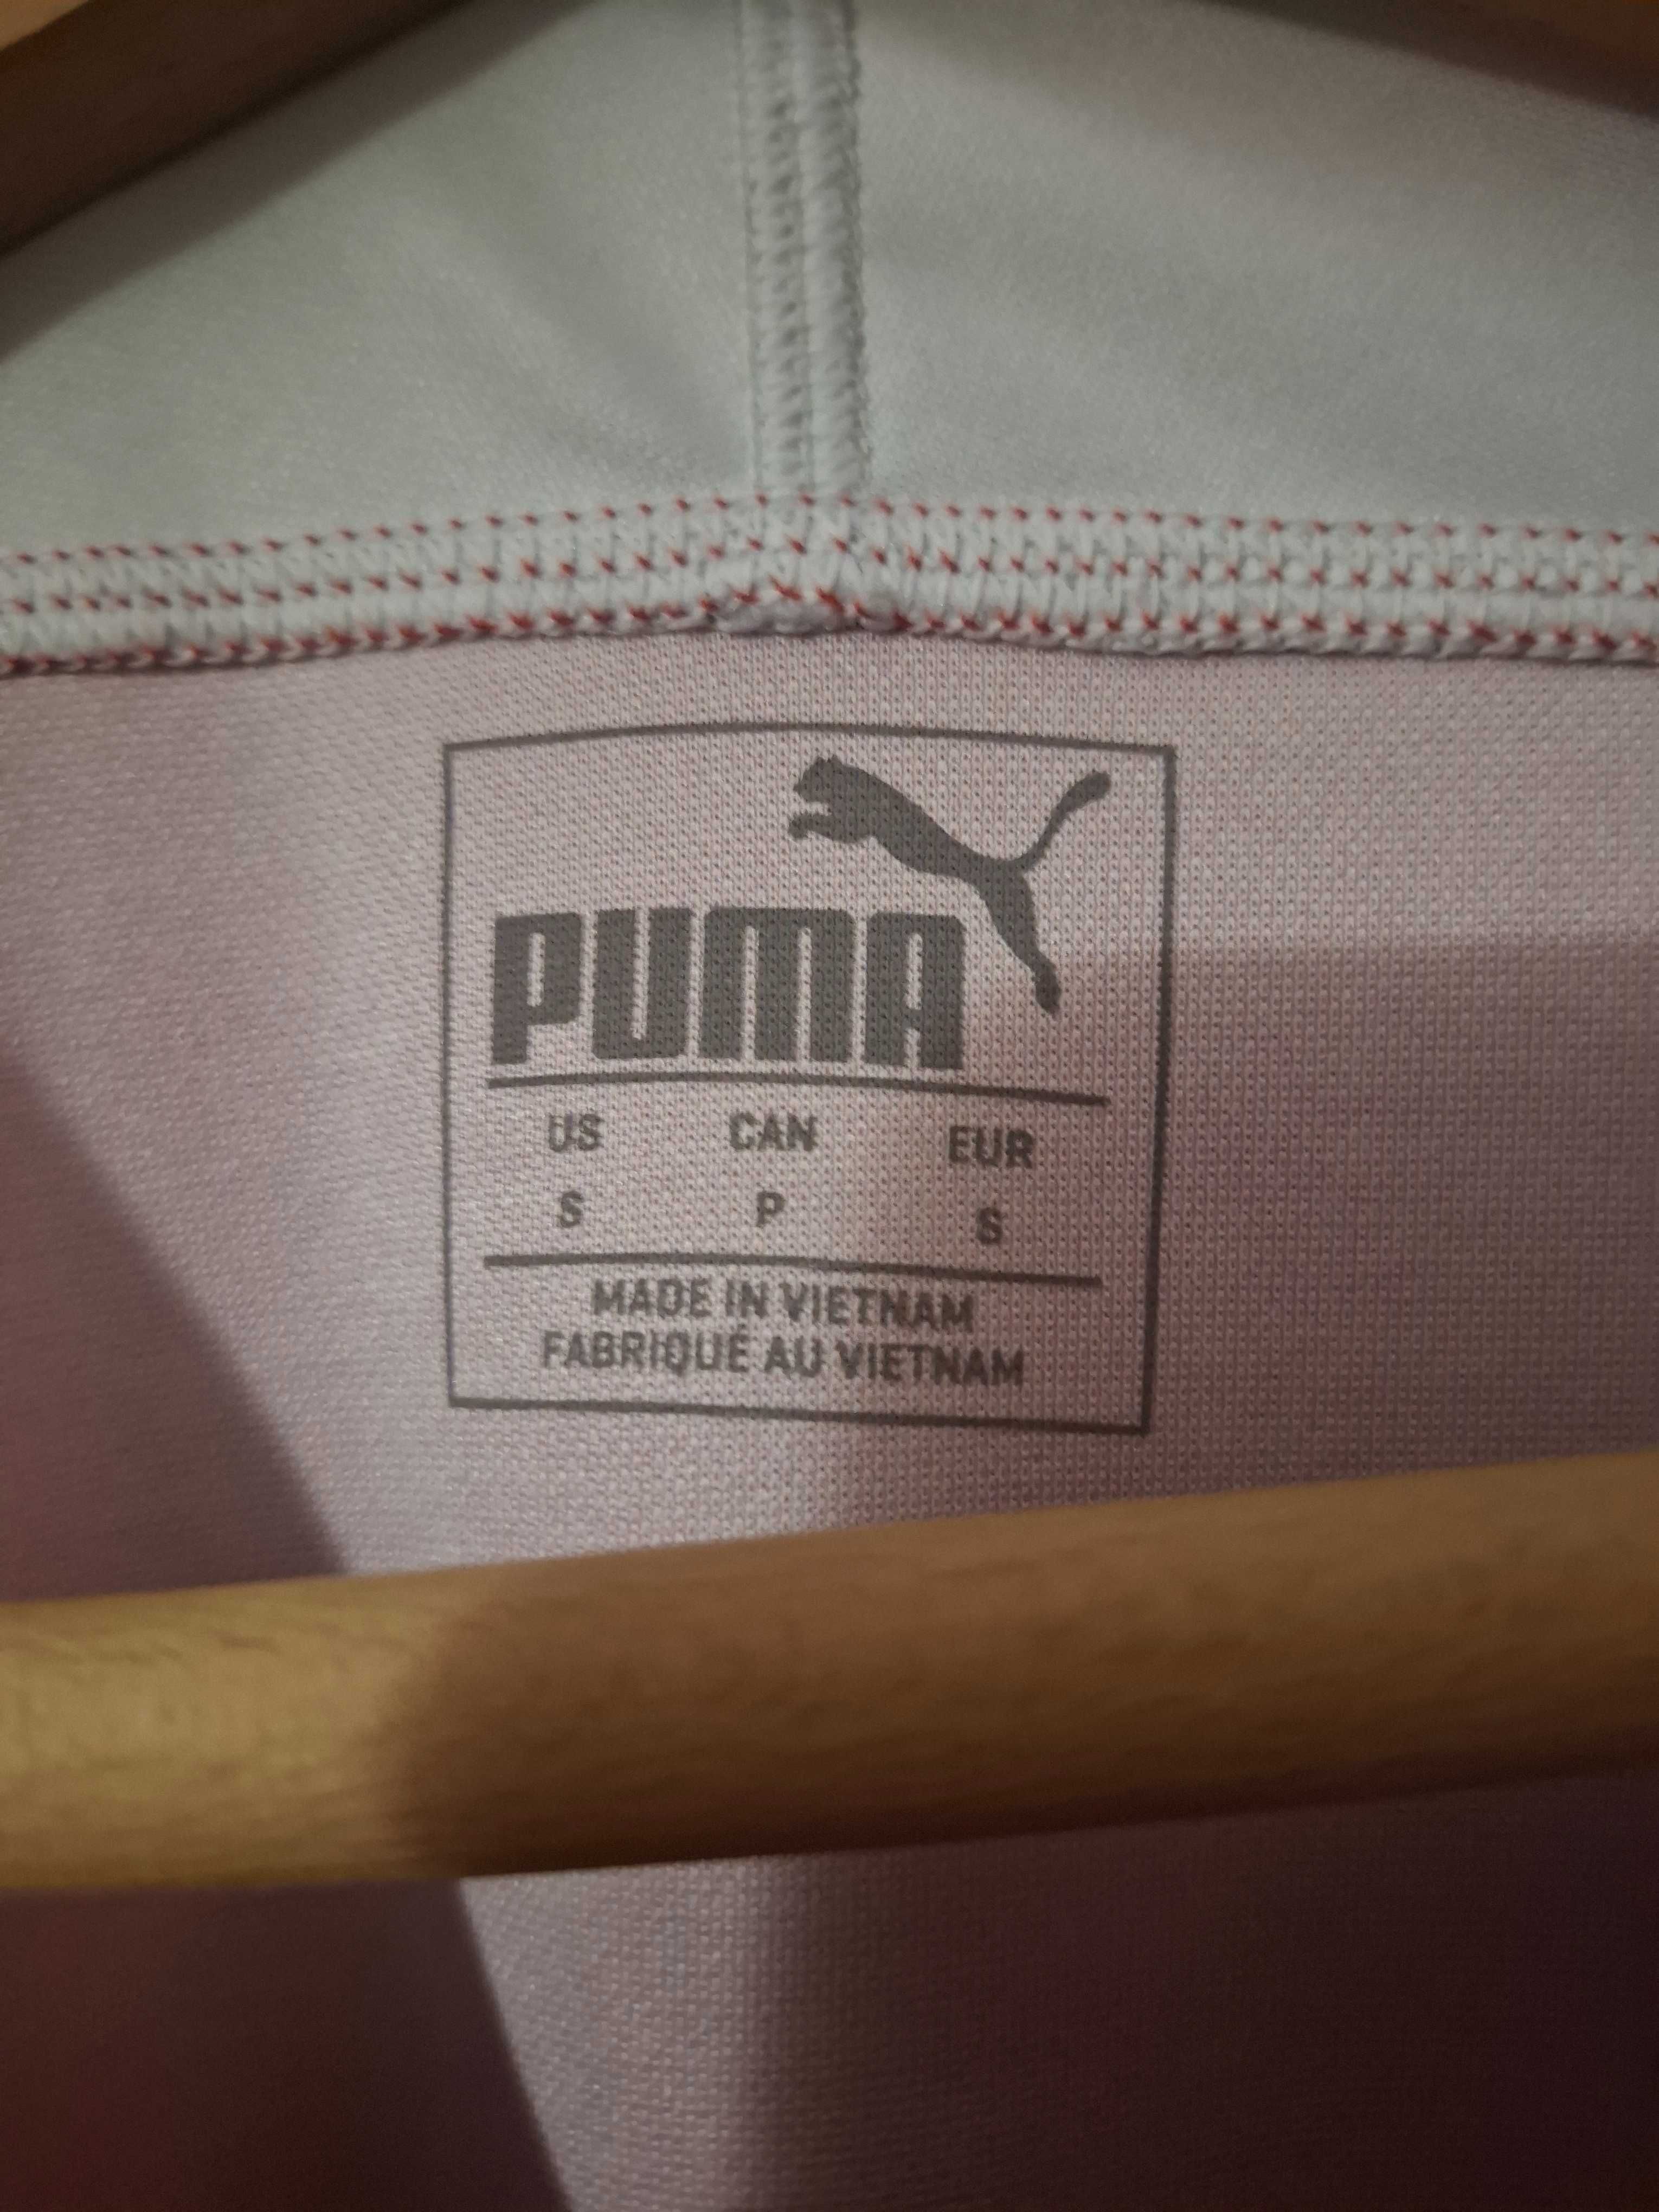 PUMA
US CAN EUR
S P S
MADE IN VIETNAM
FABRIQUÉ AU VIETNAM